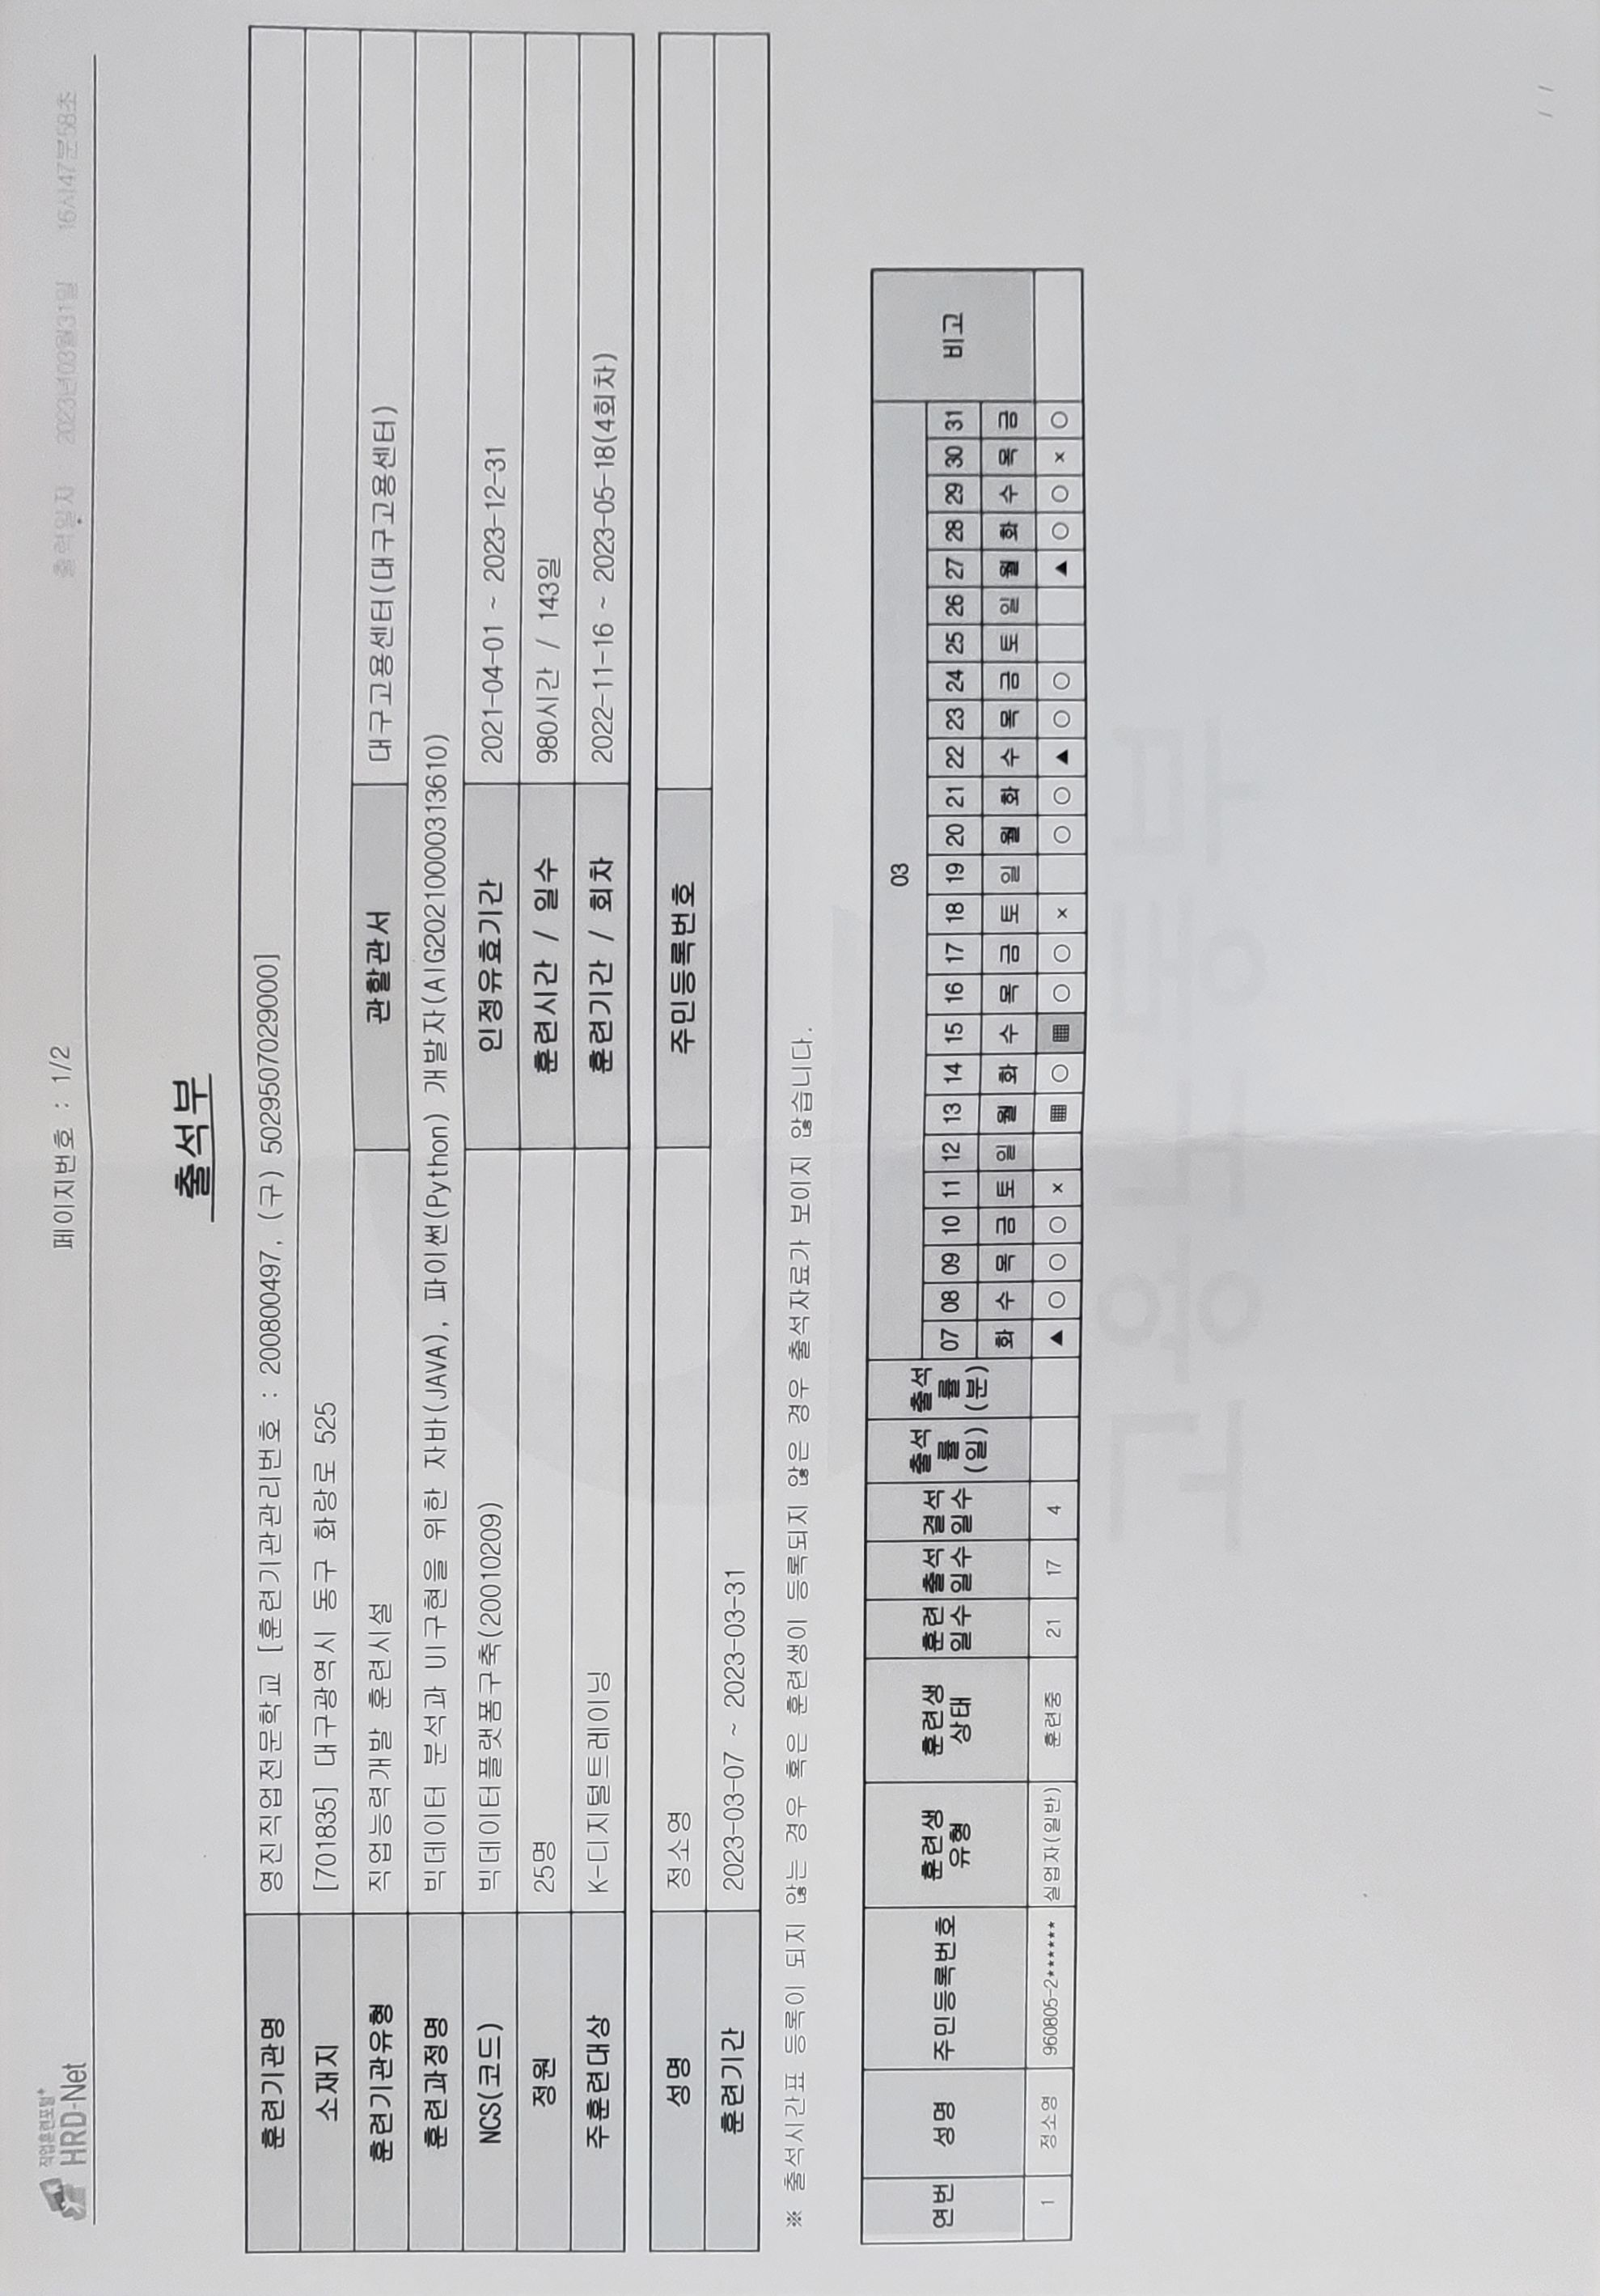 직업훈련포털
HRD-Net
페이지번호 : 1/2
출력일자 2023년03월31일 16시47분58초
출석부
훈련기관명 영진직업전문학교 [훈련기관관리번호 : 200800497, (구) 5029507029000]
소재지 [701835] 대구광역시 동구 화랑로 525
훈련기관유형 직업능력개발 훈련시설 관할관서 대구고용센터(대구고용센터)
훈련과정명 빅데이터 분석과 UI구현을 위한 자바(JAVA), 파이썬(Python) 개발자(AIG20210000313610)
NCS(코드) 빅데이터플랫폼구축(20010209) 인정유효기간 2021-04-01 ~ 2023-12-31
정원 25명 훈련시간 / 일수 980시간 / 143일
주훈련대상 K-디지털트레이닝 훈련기간 / 회차 2022-11-16 ~ 2023-05-18(4회차)
성명 정소영 주민등록번호
훈련기간 2023-03-07 ~ 2023-03-31
※ 출석시간표 등록이 되지 않는 경우 혹은 훈련생이 등록되지 않은 경우 출석자료가 보이지 않습니다.
연번 성명 주민등록번호 훈련생 유형 훈련생 상태 훈련 일수 출석 일수 결석 일수 출석률(일) 출석률(분) 03 비고
07 08 09 10 11 12 13 14 15 16 17 18 19 20 21 22 23 24 25 26 27 28 29 30 31
화 수 목 금 토 일 월 화 수 목 금 토 일 월 화 수 목 금 토 일 월 화 수 목 금
1 정소영 960805-2****** 실업자(일반) 훈련중 21 17 4 ▲ ○ ○ ○ × ▦ ○ ▦ ○ ○ × ○ ○ ▲ ○ ○ ▲ ○ ○ × ○